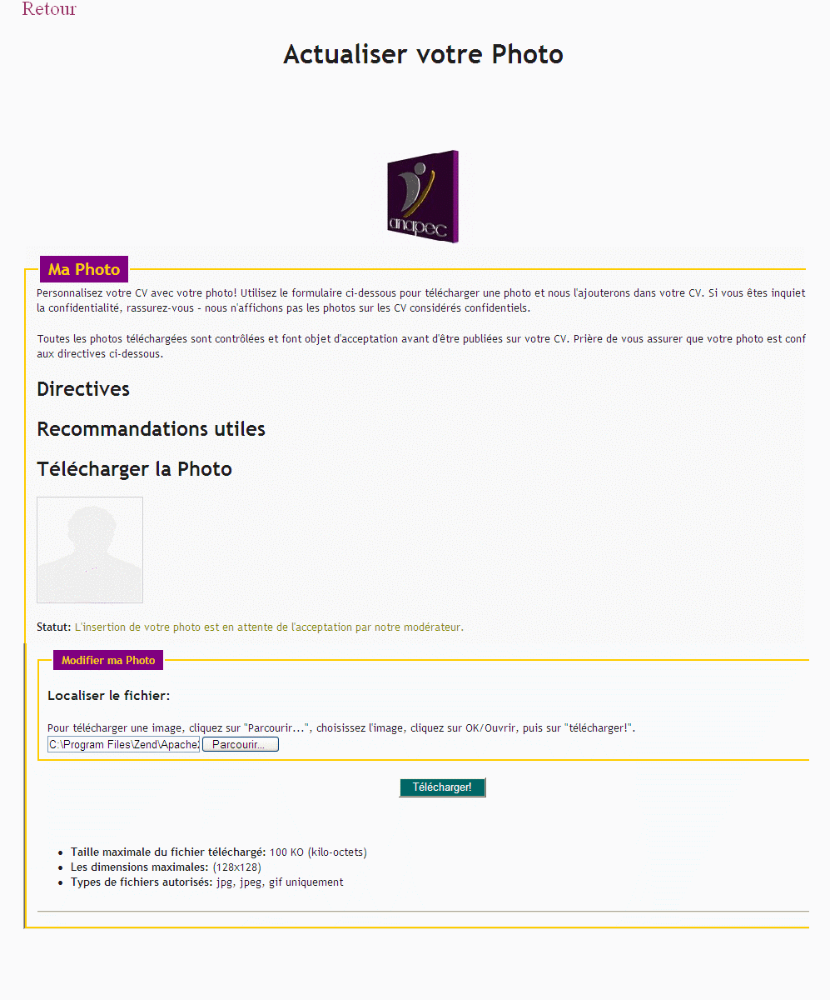 Retour
Actualiser votre Photo
anapec
Ma Photo
Personnalisez votre CV avec votre photo! Utilisez le formulaire ci-dessous pour télécharger une photo et nous l'ajouterons dans votre CV. Si vous êtes inquiet
la confidentialité, rassurez-vous - nous n'affichons pas les photos sur les CV considérés confidentiels.
Toutes les photos téléchargées sont contrôlées et font objet d'acceptation avant d'être publiées sur votre CV. Prière de vous assurer que votre photo est conf
aux directives ci-dessous.
Directives
Recommandations utiles
Télécharger la Photo
Statut: L'insertion de votre photo est en attente de l'acceptation par notre modérateur.
Modifier ma Photo
Localiser le fichier:
Pour télécharger une image, cliquez sur "Parcourir...", choisissez l'image, cliquez sur OK/Ouvrir, puis sur "télécharger!".
C:\Program Files\Zend\Apache2 Parcourir...
Télécharger!
• Taille maximale du fichier téléchargé: 100 KO (kilo-octets)
• Les dimensions maximales: (128x128)
• Types de fichiers autorisés: jpg, jpeg, gif uniquement